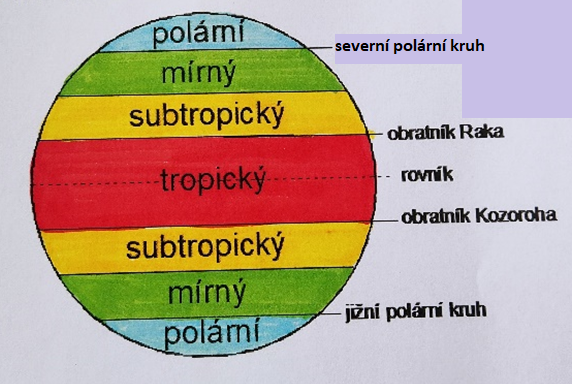 polární
severní polární kruh
mírný
subtropický
obratník Raka
tropický
rovník
obratník Kozoroha
subtropický
mírný
jižní polární kruh
polární